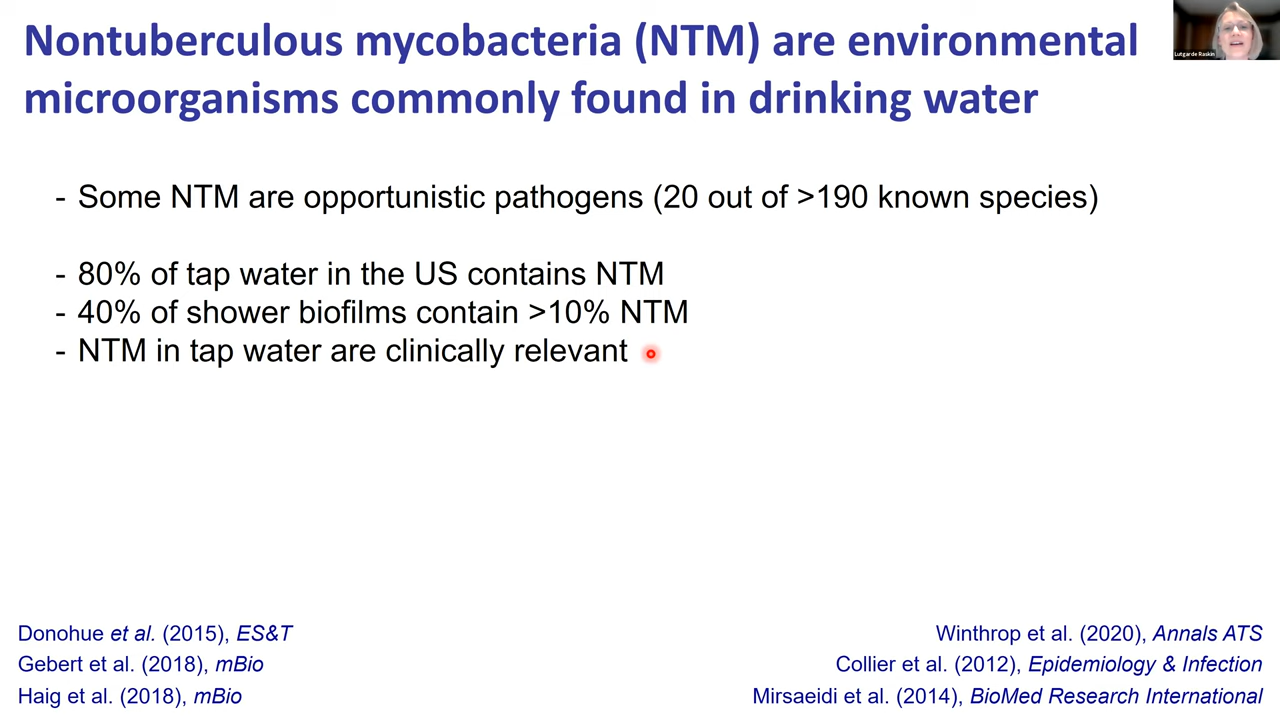 Nontuberculous mycobacteria (NTM) are environmental
microorganisms commonly found in drinking water
Lutgarde Raskin
- Some NTM are opportunistic pathogens (20 out of >190 known species)
- 80% of tap water in the US contains NTM
- 40% of shower biofilms contain >10% NTM
- NTM in tap water are clinically relevant
Donohue et al. (2015), ES&T
Gebert et al. (2018), mBio
Haig et al. (2018), mBio
Winthrop et al. (2020), Annals ATS
Collier et al. (2012), Epidemiology & Infection
Mirsaeidi et al. (2014), BioMed Research International